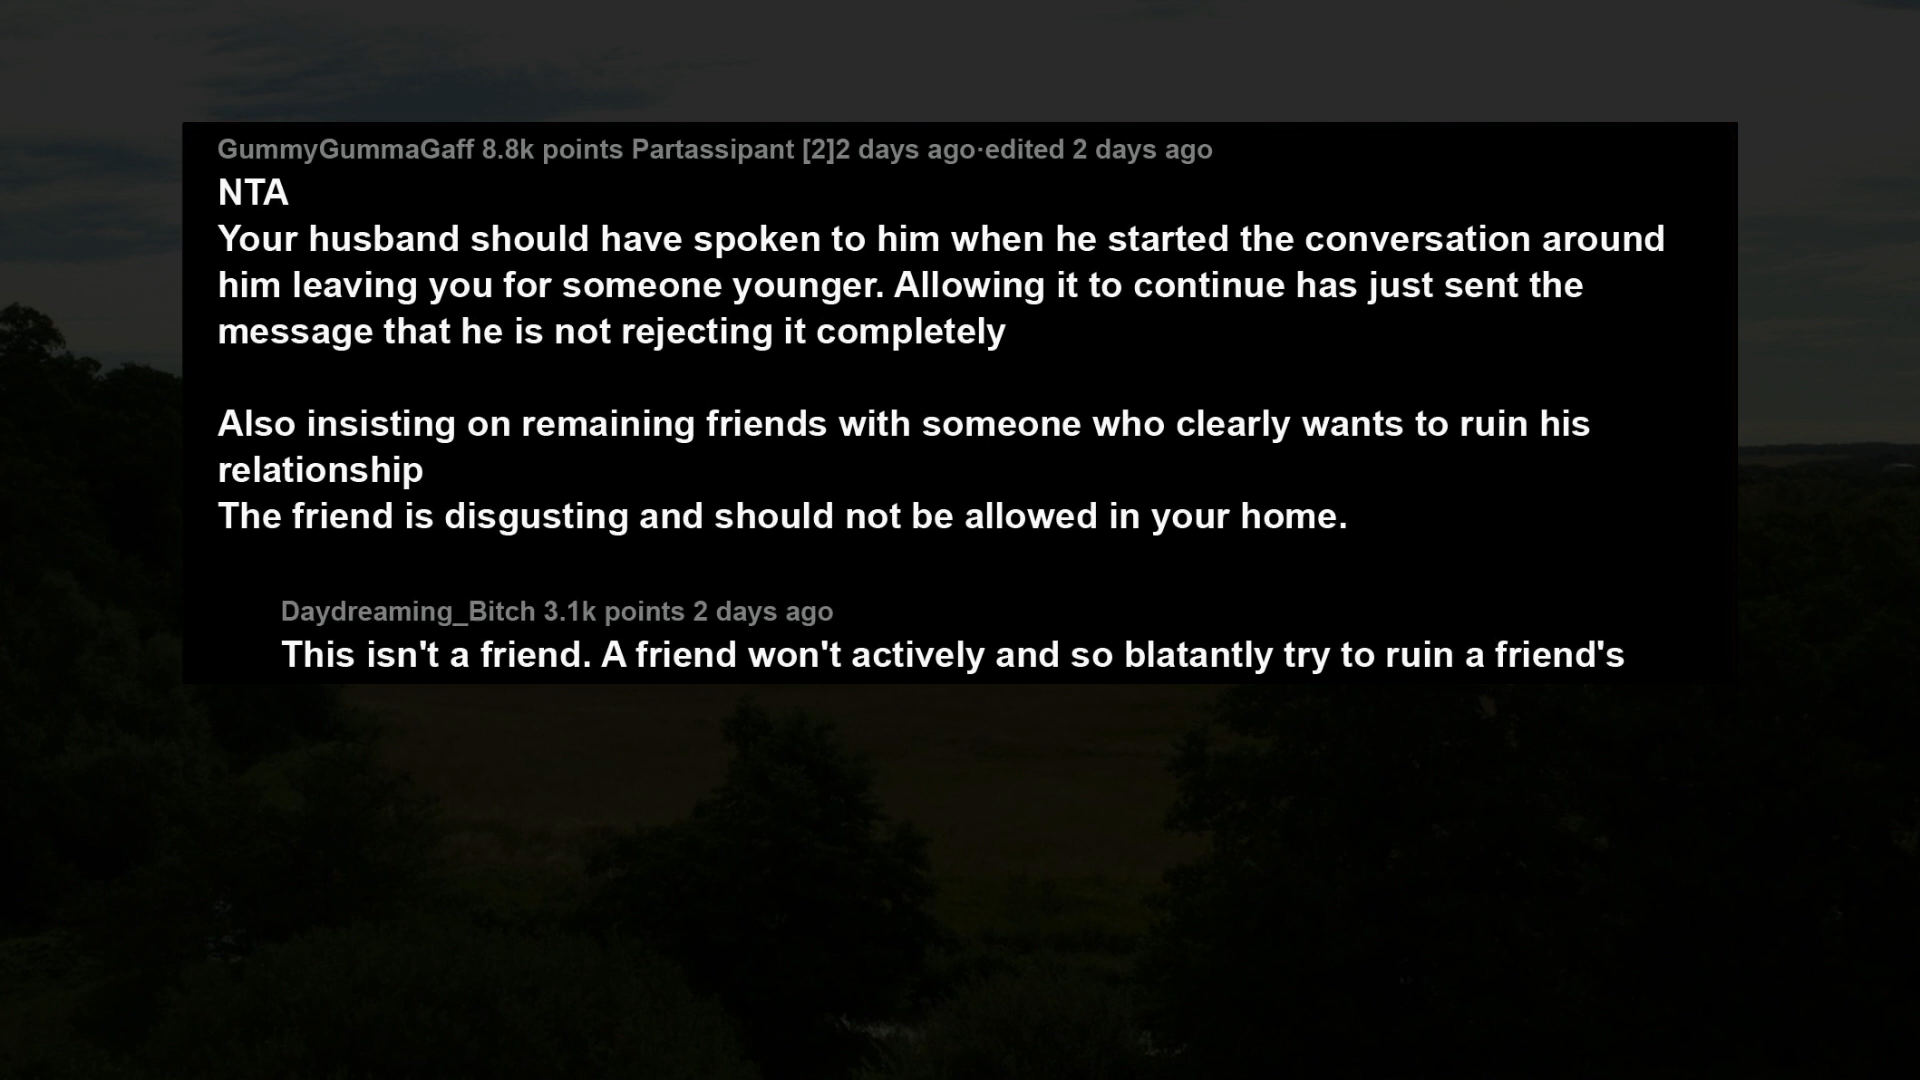 GummyGummaGaff 8.8k points Partassipant [2]2 days ago·edited 2 days ago
NTA
Your husband should have spoken to him when he started the conversation around
him leaving you for someone younger. Allowing it to continue has just sent the
message that he is not rejecting it completely
Also insisting on remaining friends with someone who clearly wants to ruin his
relationship
The friend is disgusting and should not be allowed in your home.
Daydreaming_Bitch 3.1k points 2 days ago
This isn't a friend. A friend won't actively and so blatantly try to ruin a friend's